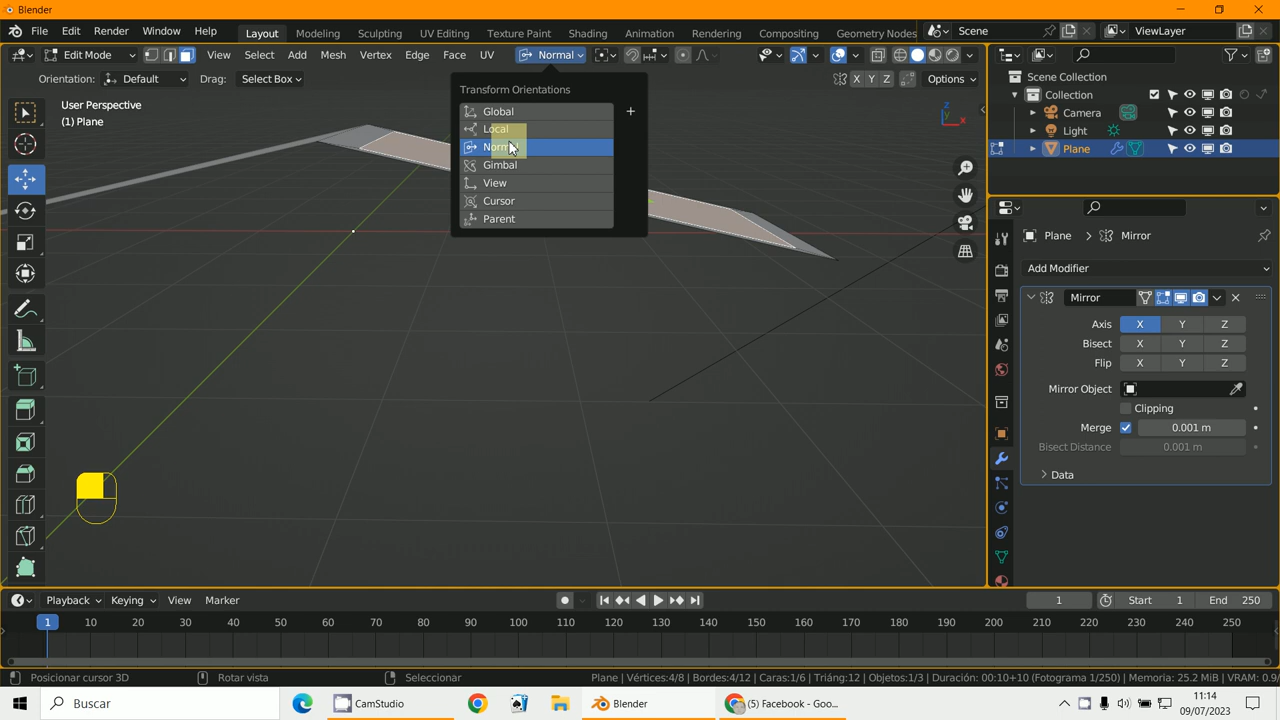 Blender
File Edit Render Window Help Layout Modeling Sculpting UV Editing Texture Paint Shading Animation Rendering Compositing Geometry Nodes Scene ViewLayer
Edit Mode View Select Add Mesh Vertex Edge Face UV Normal
Orientation: Default Drag: Select Box X Y Z Options
User Perspective
(1) Plane
Transform Orientations
Global
Local
Normal
Gimbal
View
Cursor
Parent
Z
Y
Scene Collection
Collection
Camera
Light
Plane
Plane Mirror
Add Modifier
Mirror
Axis X Y Z
Bisect X Y Z
Flip X Y Z
Mirror Object
Clipping
Merge 0.001 m
Bisect Distance 0.001 m
Data
Playback Keying View Marker 1 Start 1 End 250
1 10 20 30 40 50 60 70 80 90 100 110 120 130 140 150 160 170 180 190 200 210 220 230 240 250
Posicionar cursor 3D Rotar vista Seleccionar Plane | Vértices:4/8 | Bordes:4/12 | Caras:1/6 | Triáng:12 | Objetos:1/3 | Duración: 00:10+10 (Fotograma 1/250) | Memoria: 25.2 MiB | VRAM: 0.9/
Buscar CamStudio Blender (5) Facebook - Goo... 11:14
09/07/2023